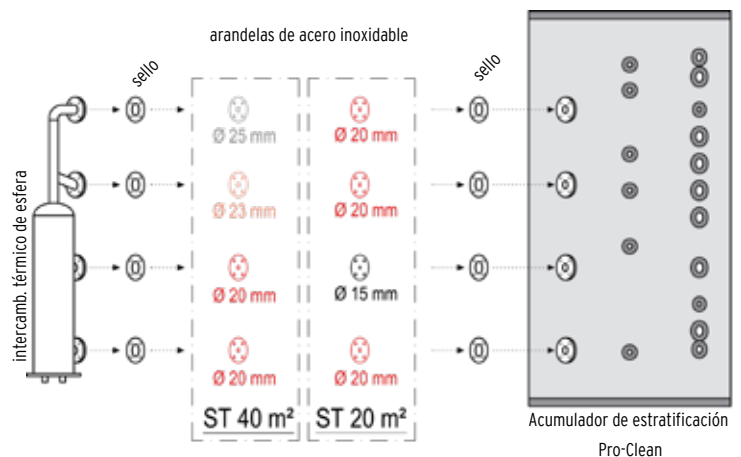 arandelas de acero inoxidable
sello
sello
intercamb. térmico de esfera
Ø 25 mm
Ø 20 mm
Ø 23 mm
Ø 20 mm
Ø 20 mm
Ø 15 mm
Ø 20 mm
Ø 20 mm
ST 40 m²
ST 20 m²
Acumulador de estratificación
Pro-Clean